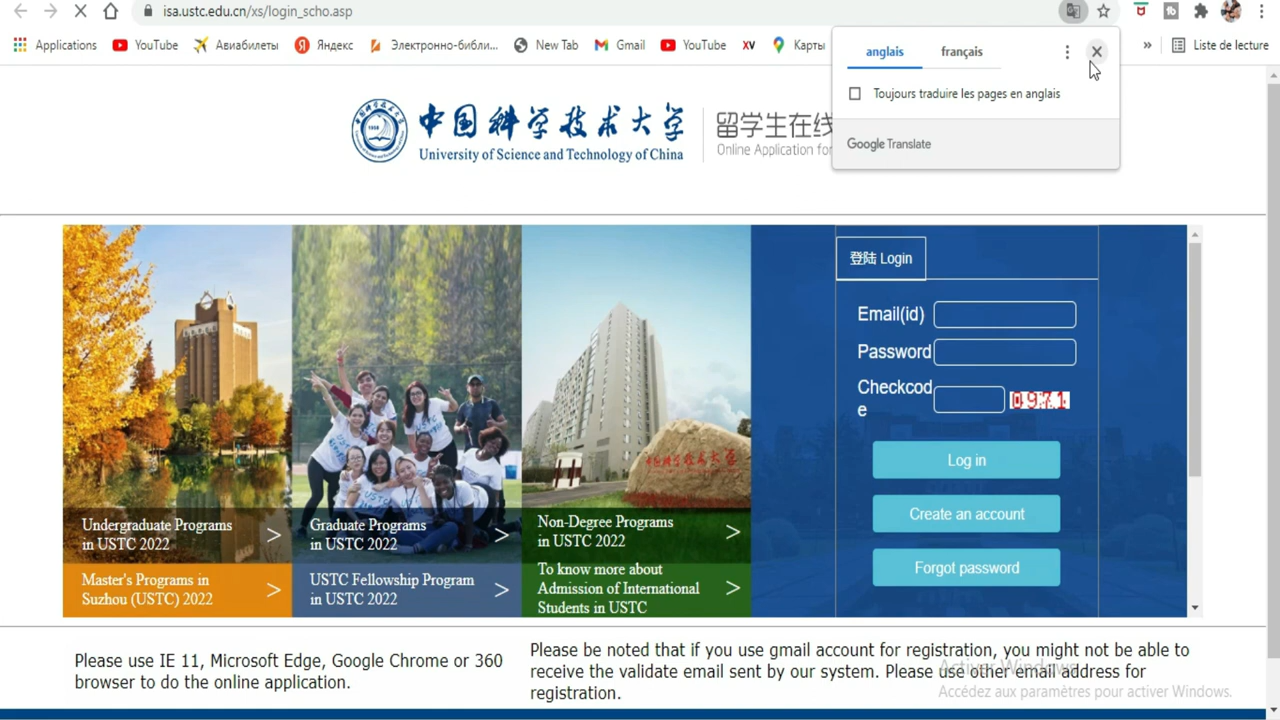 isa.ustc.edu.cn/xs/login_scho.asp
Applications
YouTube
Авиабилеты
Яндекс
Электронно-библи...
New Tab
Gmail
YouTube
XV
Карты
»
Liste de lecture
anglais
français
Toujours traduire les pages en anglais
Google Translate
中国科学技术大学
University of Science and Technology of China
留学生在线
Online Application for
登陆 Login
Email(id)
Password
Checkcod
e
0971
Log in
Create an account
Forgot password
Undergraduate Programs
in USTC 2022
>
Graduate Programs
in USTC 2022
>
Non-Degree Programs
in USTC 2022
>
Master's Programs in
Suzhou (USTC) 2022
>
USTC Fellowship Program
in USTC 2022
>
To know more about
Admission of International
Students in USTC
>
Please use IE 11, Microsoft Edge, Google Chrome or 360
browser to do the online application.
Please be noted that if you use gmail account for registration, you might not be able to
receive the validate email sent by our system. Please use other email address for
registration.
Activer Windows
Accédez aux paramètres pour activer Windows.